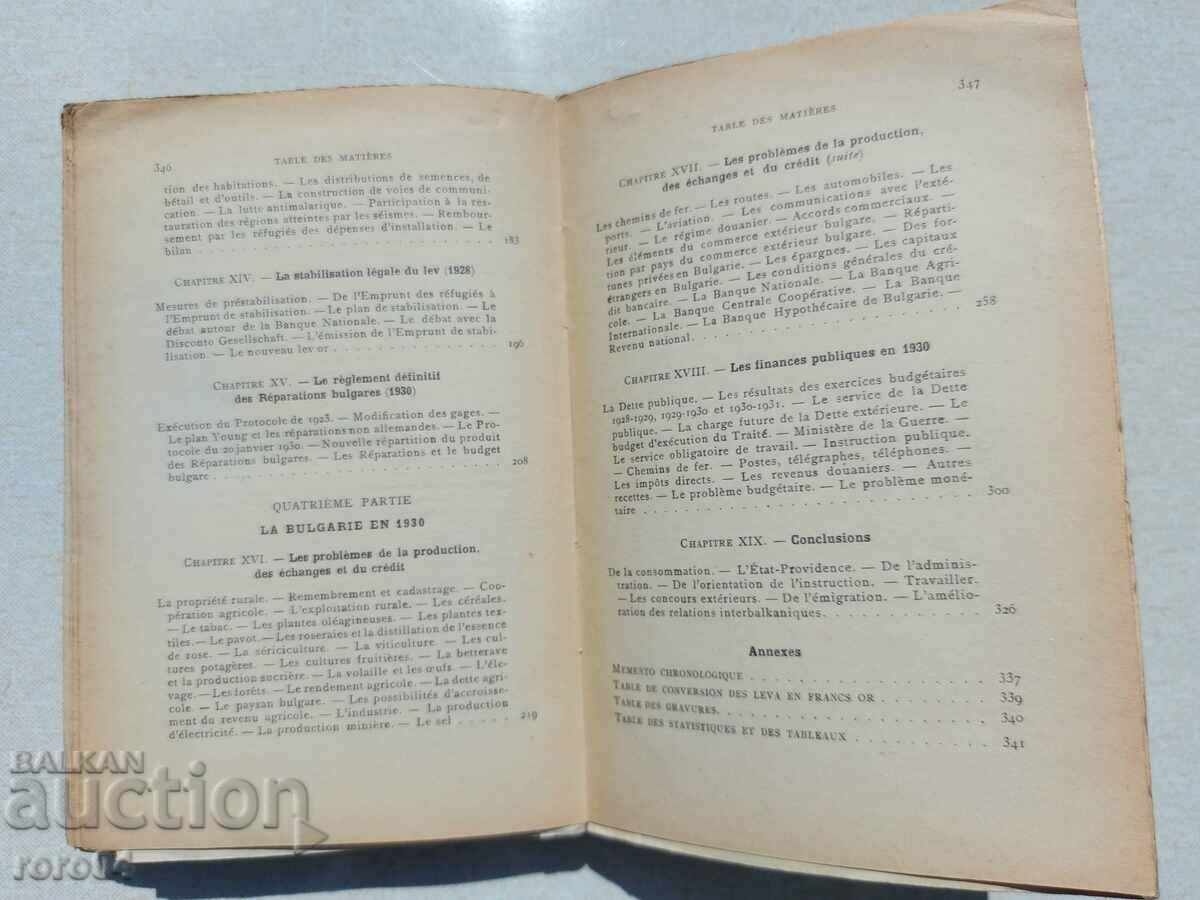 346
TABLE DES MATIÈRES
tion des habitations. — Les distributions de semences, de
bétail et d'outils. — La construction de voies de communi-
cation. — La lutte antimalarique. — Participation à la res-
tauration des régions atteintes par les séismes. — Rembour-
sement par les réfugiés des dépenses d'installation. — Le
bilan . . . . . . . . . . . . . . . . . . . . . . . . 183
CHAPITRE XIV. — La stabilisation légale du lev (1928)
Mesures de préstabilisation. — De l'Emprunt des réfugiés à
l'Emprunt de stabilisation. — Le plan de stabilisation. — Le
débat autour de la Banque Nationale. — Le débat avec la
Disconto Gesellschaft. — L'émission de l'Emprunt de stabi-
lisation. — Le nouveau lev or . . . . . . . . . . . . 196
CHAPITRE XV. — Le règlement définitif
des Réparations bulgares (1930)
Exécution du Protocole de 1923. — Modification des gages. —
Le plan Young et les réparations non allemandes. — Le Pro-
tocole du 20 janvier 1930. — Nouvelle répartition du produit
des Réparations bulgares. — Les Réparations et le budget
bulgare . . . . . . . . . . . . . . . . . . . . . . . 208
QUATRIÈME PARTIE
LA BULGARIE EN 1930
CHAPITRE XVI. — Les problèmes de la production,
des échanges et du crédit
La propriété rurale. — Remembrement et cadastrage. — Coo-
pération agricole. — L'exploitation rurale. — Les céréales.
— Le tabac. — Les plantes oléagineuses. — Les plantes tex-
tiles. — Le pavot. — Les roseraies et la distillation de l'essence
de rose. — La sériciculture. — La viticulture. — Les cul-
tures potagères. — Les cultures fruitières. — La betterave
et la production sucrière. — La volaille et les œufs. — L'éle-
vage. — Les forêts. — Le rendement agricole. — La dette agri-
cole. — Le paysan bulgare. — Les possibilités d'accroisse-
ment du revenu agricole. — L'industrie. — La production
d'électricité. — La production minière. — Le sel . . . . . 219
347
TABLE DES MATIÈRES
CHAPITRE XVII. — Les problèmes de la production,
des échanges et du crédit (suite)
Les chemins de fer. — Les routes. — Les automobiles. — Les
ports. — L'aviation. — Les communications avec l'exté-
rieur. — Le régime douanier. — Accords commerciaux. —
Les éléments du commerce extérieur bulgare. — Réparti-
tion par pays du commerce extérieur bulgare. — Des for-
tunes privées en Bulgarie. — Les épargnes. — Les capitaux
étrangers en Bulgarie. — Les conditions générales du cré-
dit bancaire. — La Banque Nationale. — La Banque Agri-
cole. — La Banque Centrale Coopérative. — La Banque
Internationale. — La Banque Hypothécaire de Bulgarie. —
Revenu national. . . . . . . . . . . . . . . . . . . 258
CHAPITRE XVIII. — Les finances publiques en 1930
La Dette publique. — Les résultats des exercices budgétaires
1928-1929, 1929-1930 et 1930-1931. — Le service de la Dette
publique. — La charge future de la Dette extérieure. — Le
budget d'exécution du Traité. — Ministère de la Guerre. —
Le service obligatoire de travail. — Instruction publique.
— Chemins de fer. — Postes, télégraphes, téléphones. —
Les impôts directs. — Les revenus douaniers. — Autres
recettes. — Le problème budgétaire. — Le problème moné-
taire . . . . . . . . . . . . . . . . . . . . . . . . 300
CHAPITRE XIX. — Conclusions
De la consommation. — L'État-Providence. — De l'adminis-
tration. — De l'orientation de l'instruction. — Travailler.
— Les concours extérieurs. — De l'émigration. — L'amélio-
ration des relations interbalkaniques. . . . . . . . . . 326
Annexes
MEMENTO CHRONOLOGIQUE . . . . . . . . . . . . . . . 337
TABLE DE CONVERSION DES LEVA EN FRANCS OR . . . . . . 339
TABLE DES GRAVURES. . . . . . . . . . . . . . . . . 340
TABLE DES STATISTIQUES ET DES TABLEAUX . . . . . . . . 341
BALKAN
auction
roro04